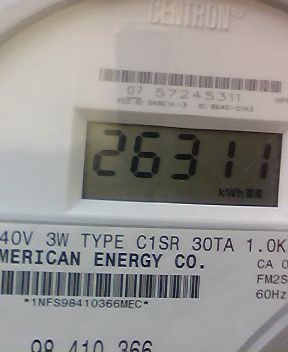 CENTRON
07 57245311
26311
kWh
40V 3W TYPE C1SR 30TA 1.0K
MERICAN ENERGY CO.
CA 0
FM2S
60Hz
*1NFS98410366MEC*
98 410 366